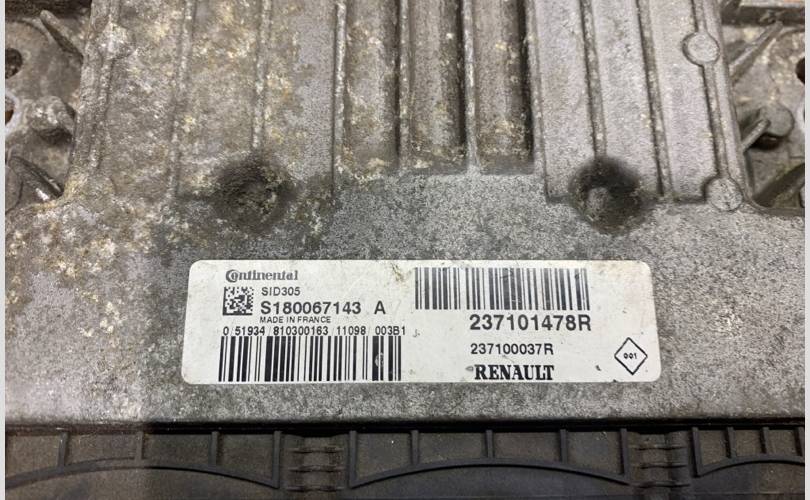 Continental
SID305
S180067143 A
MADE IN FRANCE
0 51934 810300163 11098 003B1
237101478R
237100037R
001
RENAULT